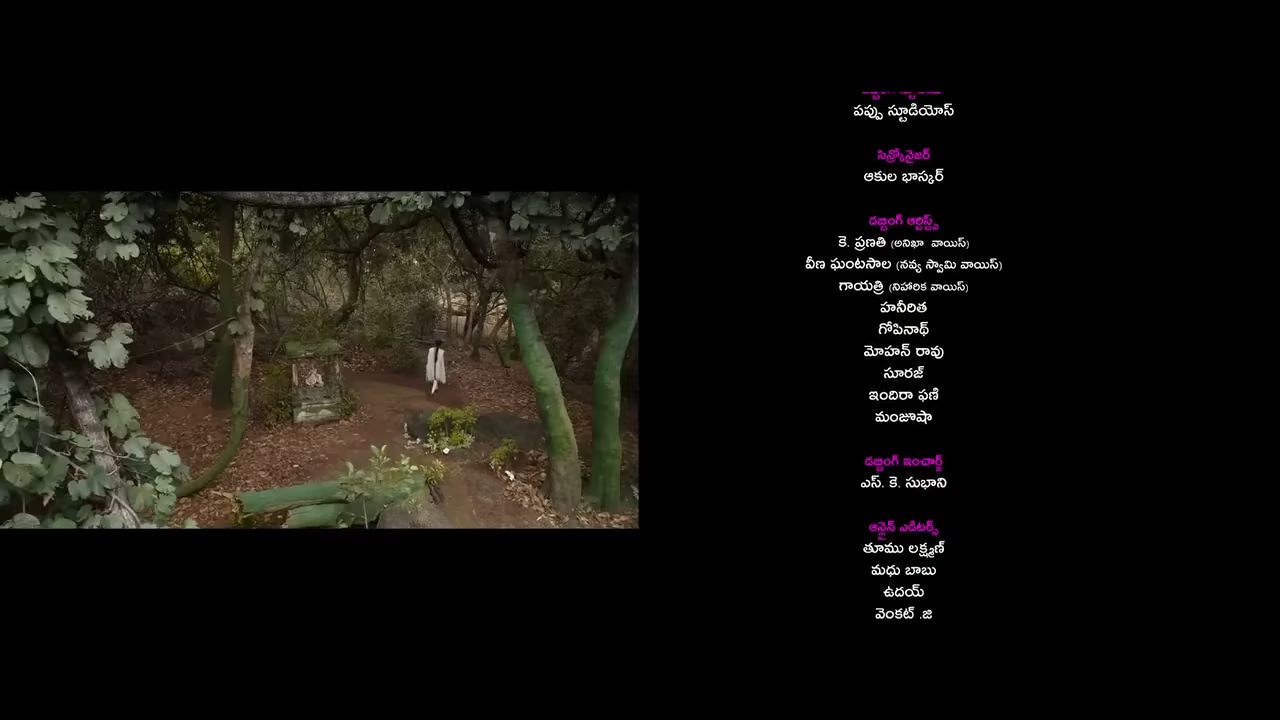 పప్పు స్టూడియోస్
సిన్క్రోనైజర్
ఆకుల భాస్కర్
డబ్బింగ్ ఆర్టిస్ట్స్
కె. ప్రణతి (అనిఖా వాయిస్)
వీణ ఘంటసాల (నవ్య స్వామి వాయిస్)
గాయత్రి (నిహారిక వాయిస్)
హనీరిత
గోపినాథ్
మోహన్ రావు
సూరజ్
ఇందిరా ఫణి
మంజూషా
డబ్బింగ్ ఇంచార్జ్
ఎస్. కె. సుభాని
ఆన్లైన్ ఎడిటర్స్
తూము లక్ష్మణ్
మధు బాబు
ఉదయ్
వెంకట్ .జి